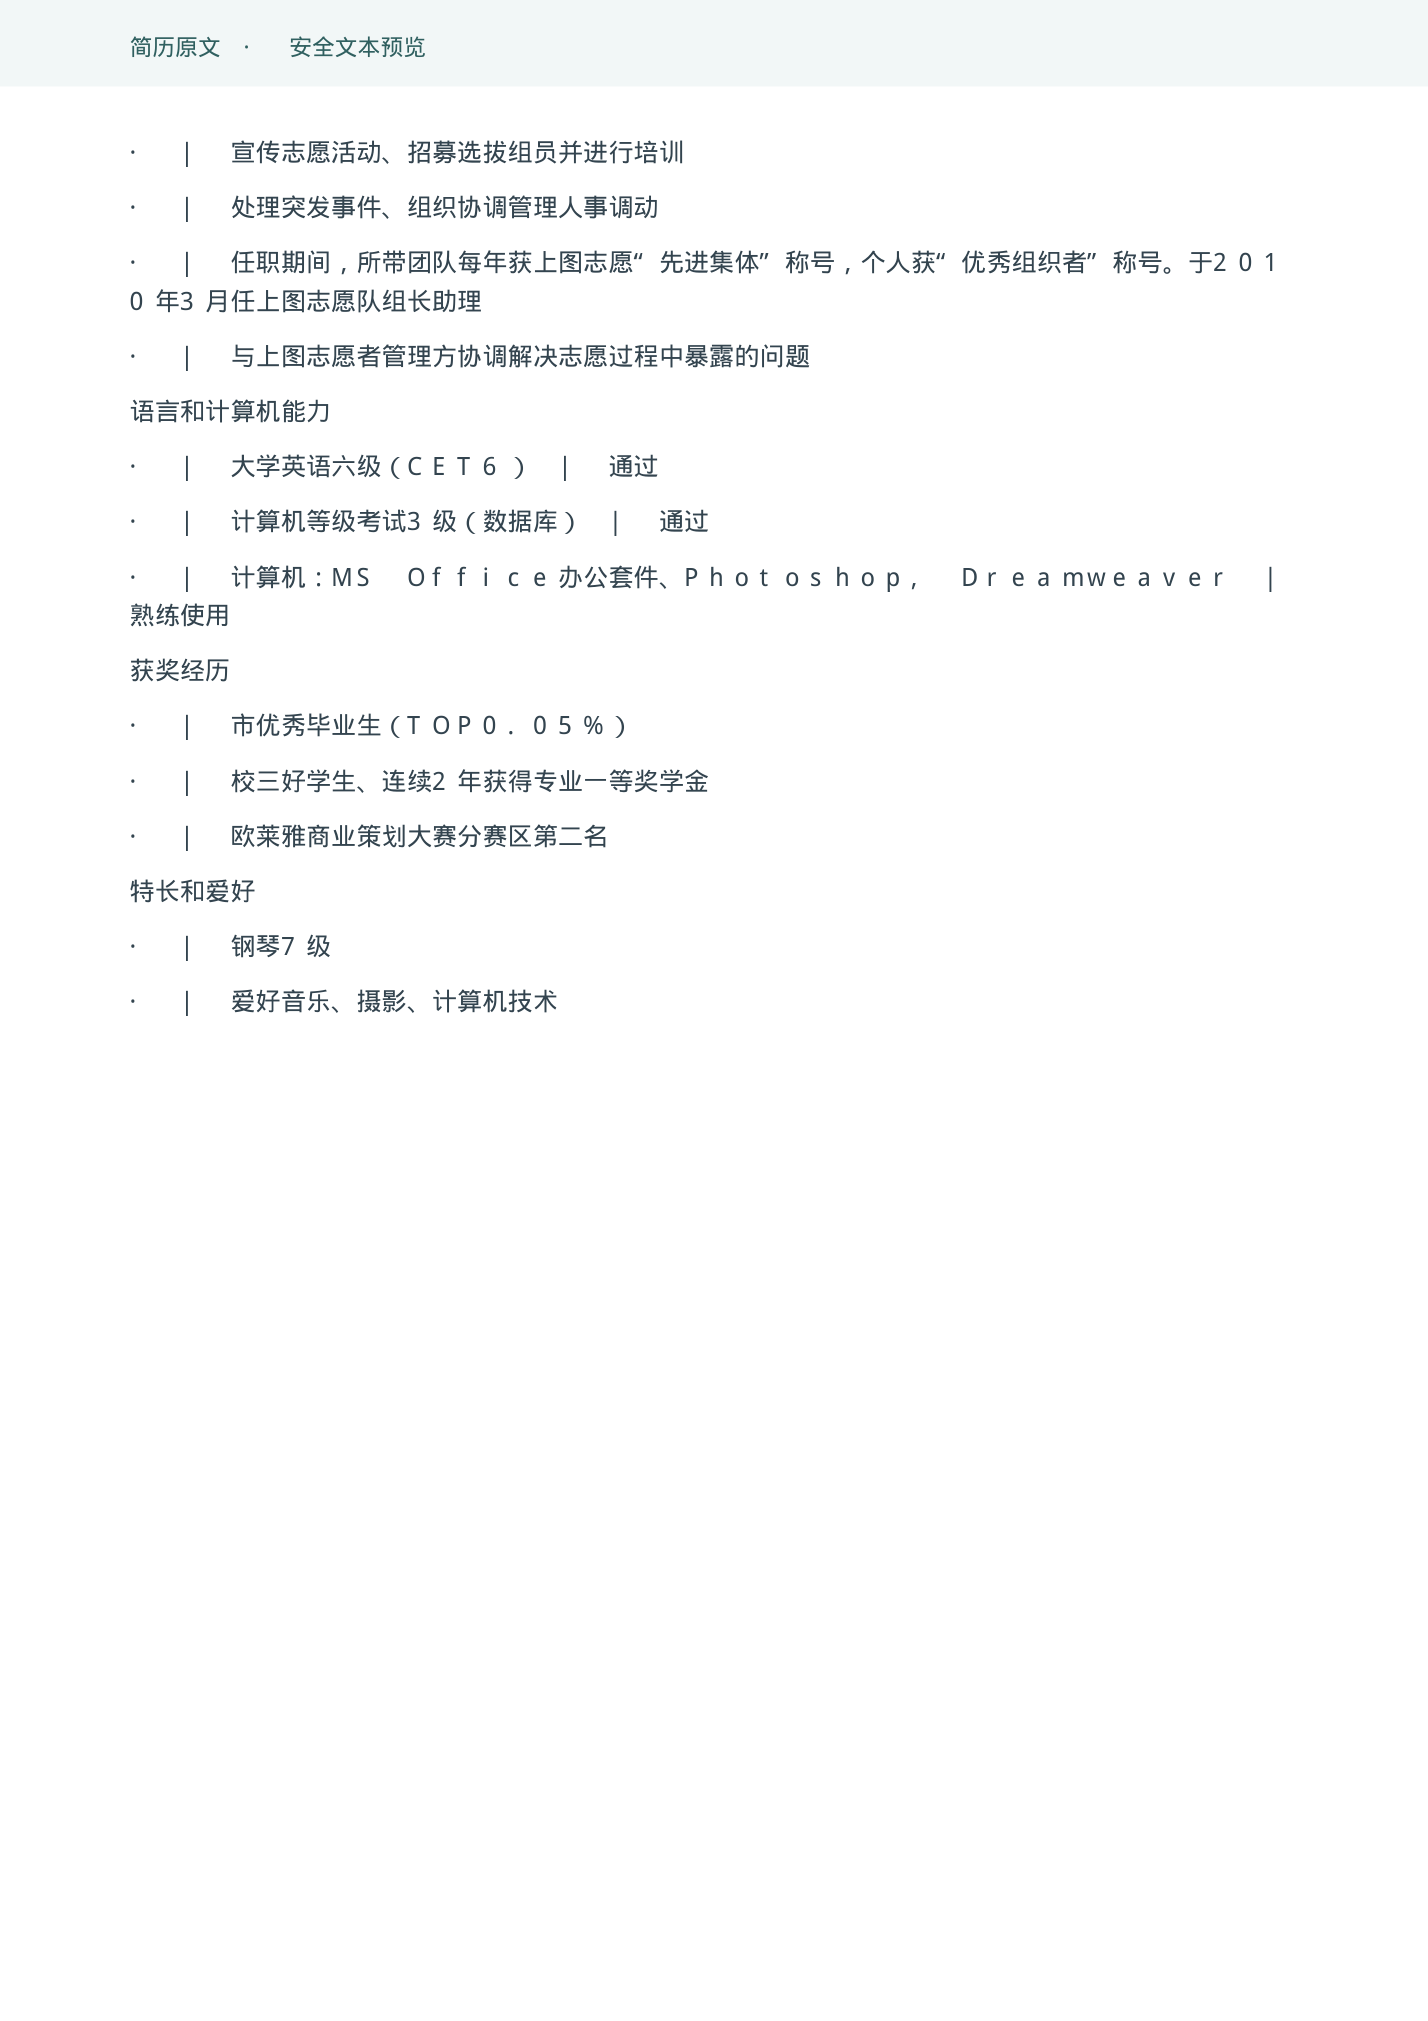 简历原文 · 安全文本预览
· | 宣传志愿活动、招募选拔组员并进行培训
· | 处理突发事件、组织协调管理人事调动
· | 任职期间，所带团队每年获上图志愿“先进集体”称号，个人获“优秀组织者”称号。于201
0年3月任上图志愿队组长助理
· | 与上图志愿者管理方协调解决志愿过程中暴露的问题
语言和计算机能力
· | 大学英语六级（CET6） | 通过
· | 计算机等级考试3级（数据库） | 通过
· | 计算机：MS Office办公套件、Photoshop, Dreamweaver |
熟练使用
获奖经历
· | 市优秀毕业生（TOP0.05%）
· | 校三好学生、连续2年获得专业一等奖学金
· | 欧莱雅商业策划大赛分赛区第二名
特长和爱好
· | 钢琴7级
· | 爱好音乐、摄影、计算机技术